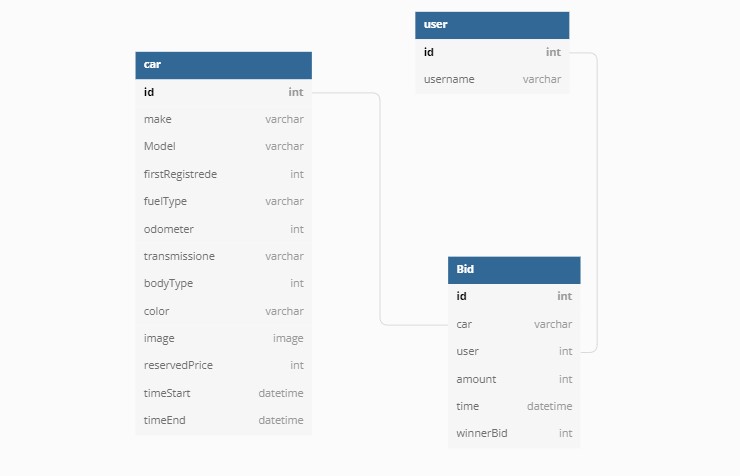 user
id int
username varchar
car
id int
make varchar
Model varchar
firstRegistrede int
fuelType varchar
odometer int
transmissione varchar
bodyType int
color varchar
image image
reservedPrice int
timeStart datetime
timeEnd datetime
Bid
id int
car varchar
user int
amount int
time datetime
winnerBid int